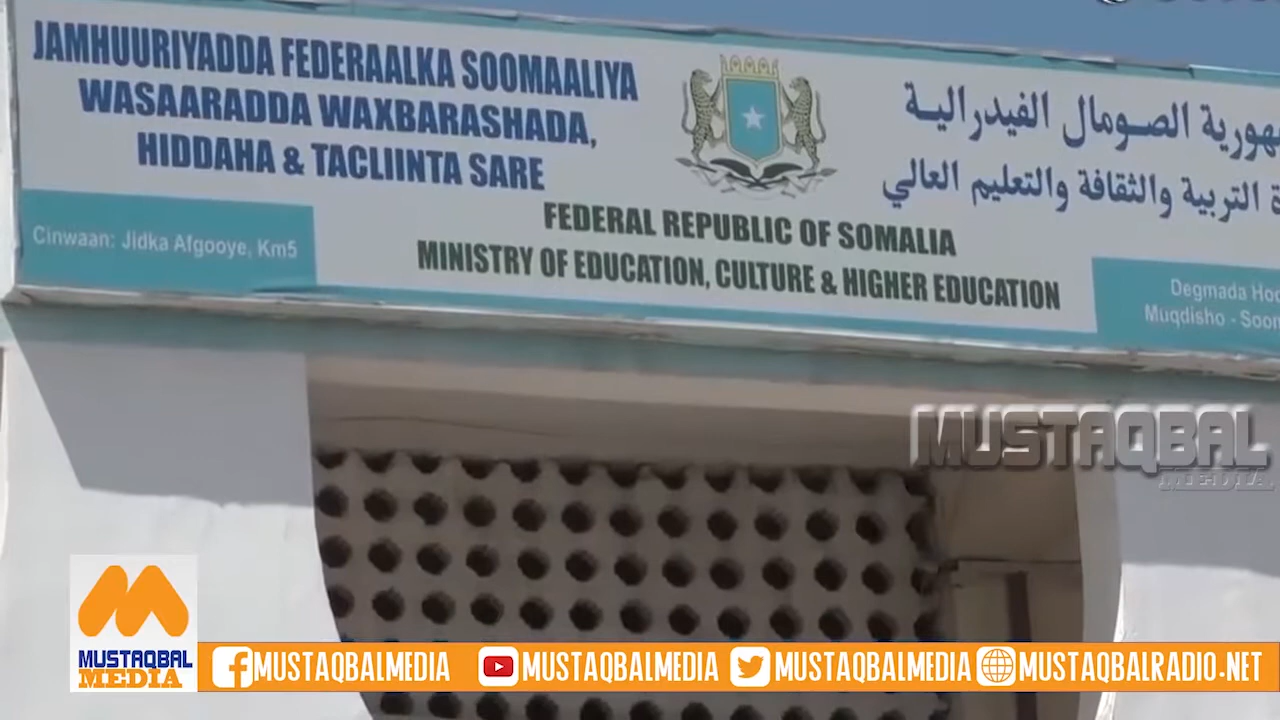 JAMHUURIYADDA FEDERAALKA SOOMAALIYA
WASAARADDA WAXBARASHADA,
HIDDAHA & TACLIINTA SARE
الصومال الفيدرالية
التربية والثقافة والتعليم العالي
FEDERAL REPUBLIC OF SOMALIA
MINISTRY OF EDUCATION, CULTURE & HIGHER EDUCATION
Cinwaan: Jidka Afgooye, Km5
Degmada
Muqdisho -
MUSTAQBAL
MEDIA
MUSTAQBAL
MEDIA
MUSTAQBALMEDIA
MUSTAQBALMEDIA
MUSTAQBALMEDIA
MUSTAQBALRADIO.NET